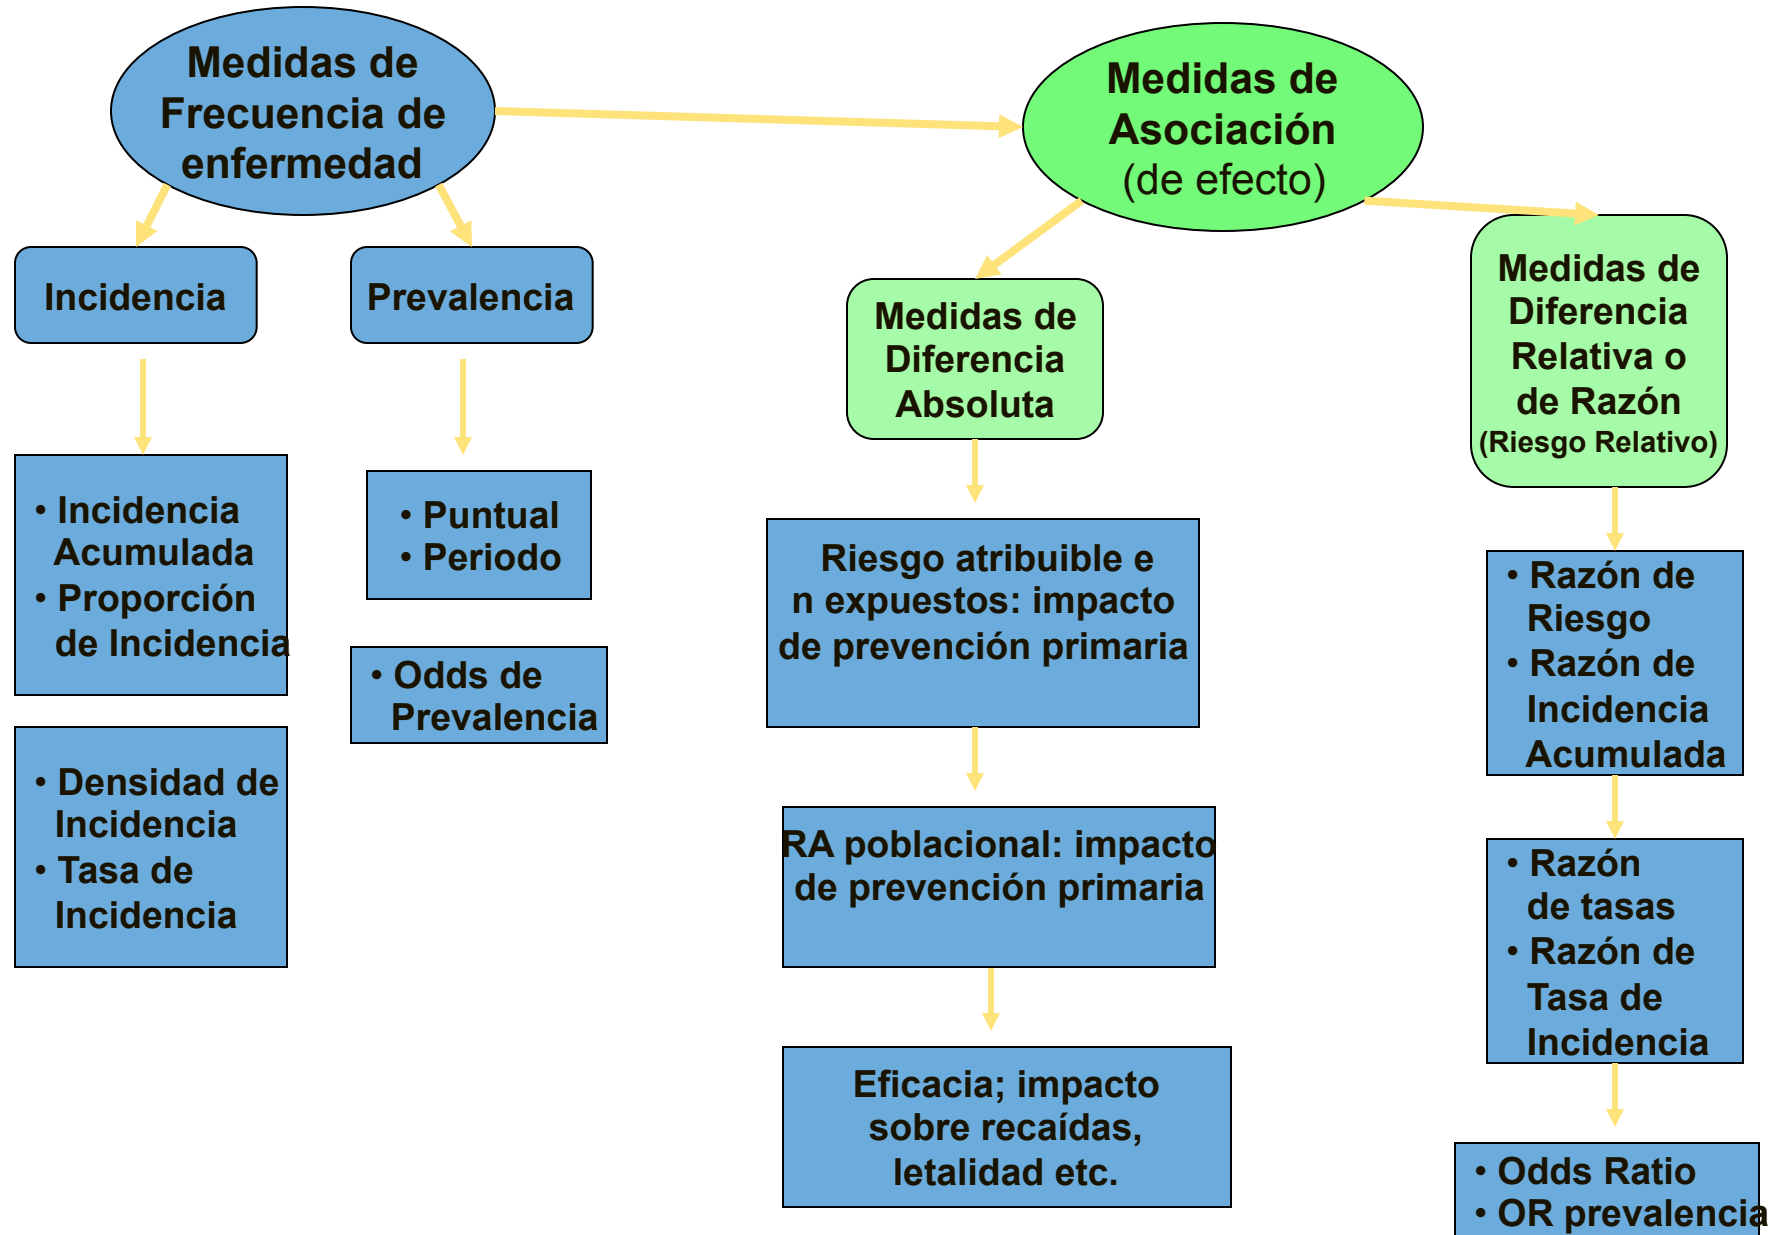 Medidas de
Frecuencia de
enfermedad
Medidas de
Asociación
(de efecto)
Incidencia
Prevalencia
Medidas de
Diferencia
Absoluta
Medidas de
Diferencia
Relativa o
de Razón
(Riesgo Relativo)
• Incidencia
Acumulada
• Proporción
de Incidencia
• Densidad de
Incidencia
• Tasa de
Incidencia
• Puntual
• Periodo
• Odds de
Prevalencia
Riesgo atribuible e
n expuestos: impacto
de prevención primaria
RA poblacional: impacto
de prevención primaria
Eficacia; impacto
sobre recaídas,
letalidad etc.
• Razón de
Riesgo
• Razón de
Incidencia
Acumulada
• Razón
de tasas
• Razón de
Tasa de
Incidencia
• Odds Ratio
• OR prevalencia